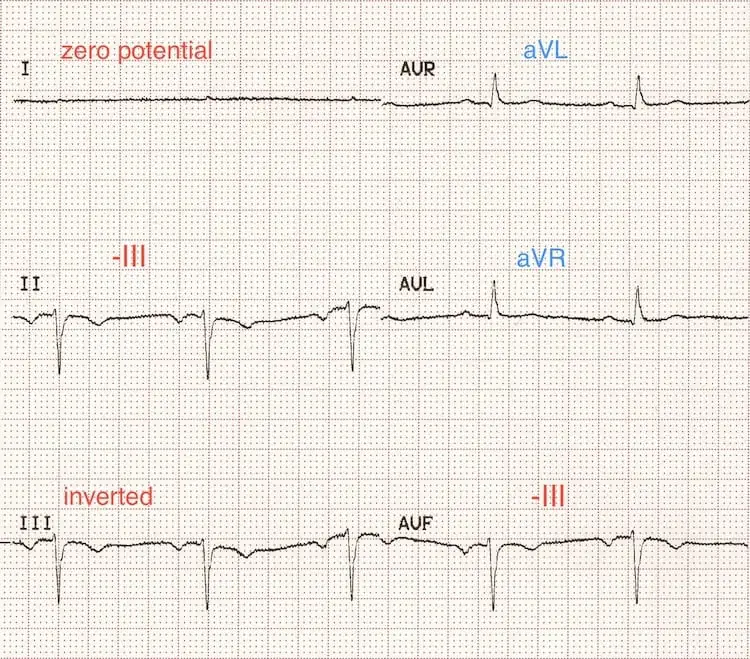 zero potential
I
aVL
AVR
-III
II
aVR
AVL
inverted
III
-III
AVF